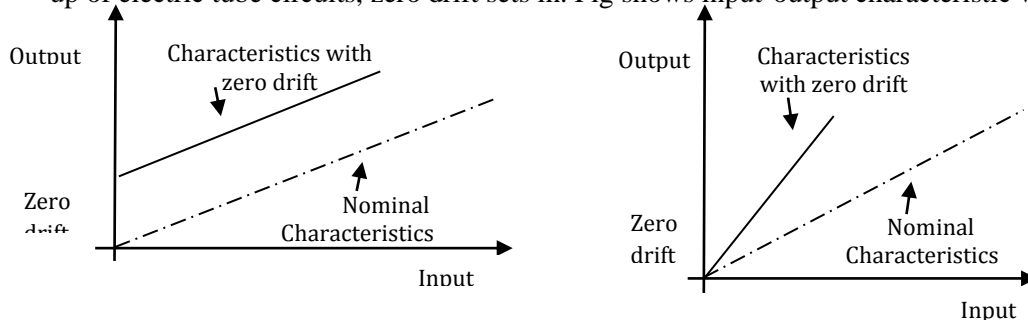 up of electric tube circuits, zero drift sets in. Fig shows input-output characteristic
Output
Characteristics with
zero drift
Zero
drift
Nominal
Characteristics
Input
Output
Characteristics
with zero drift
Zero
drift
Nominal
Characteristics
Input